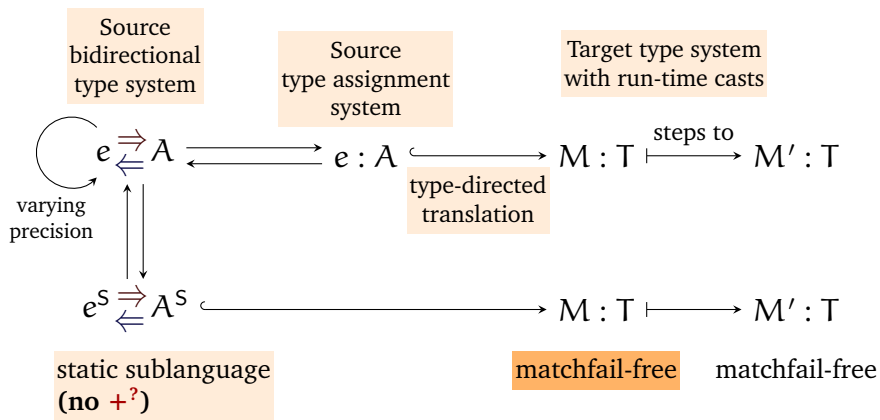 Source
bidirectional
type system
Source
type assignment
system
Target type system
with run-time casts
e ⇒ ⇐ A
e : A
M : T
steps to
M′ : T
varying
precision
type-directed
translation
eˢ ⇒ ⇐ Aˢ
M : T
M′ : T
static sublanguage
(no +?)
matchfail-free
matchfail-free